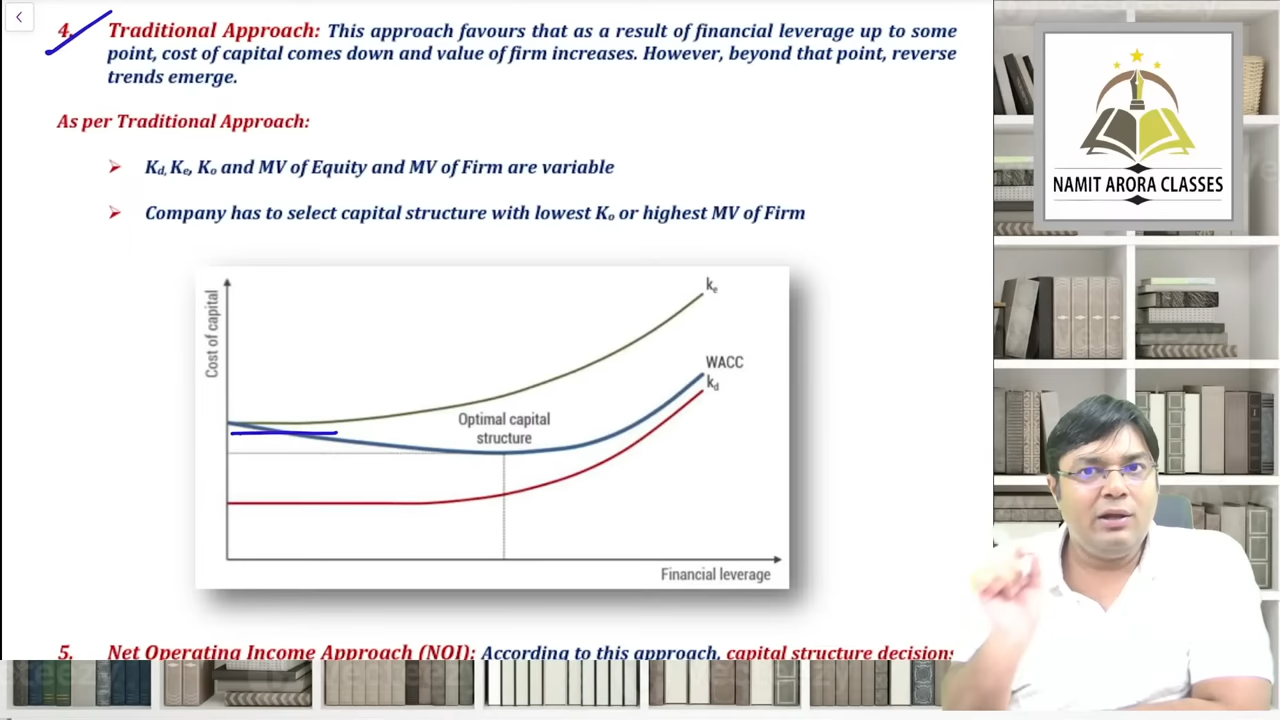 4. Traditional Approach: This approach favours that as a result of financial leverage up to some
point, cost of capital comes down and value of firm increases. However, beyond that point, reverse
trends emerge.
As per Traditional Approach:
➢ Kd, Ke, Ko and MV of Equity and MV of Firm are variable
➢ Company has to select capital structure with lowest Ko or highest MV of Firm
Cost of capital
ke
WACC
kd
Optimal capital
structure
Financial leverage
5. Net Operating Income Approach (NOI): According to this approach, capital structure decision:
NAMIT ARORA CLASSES